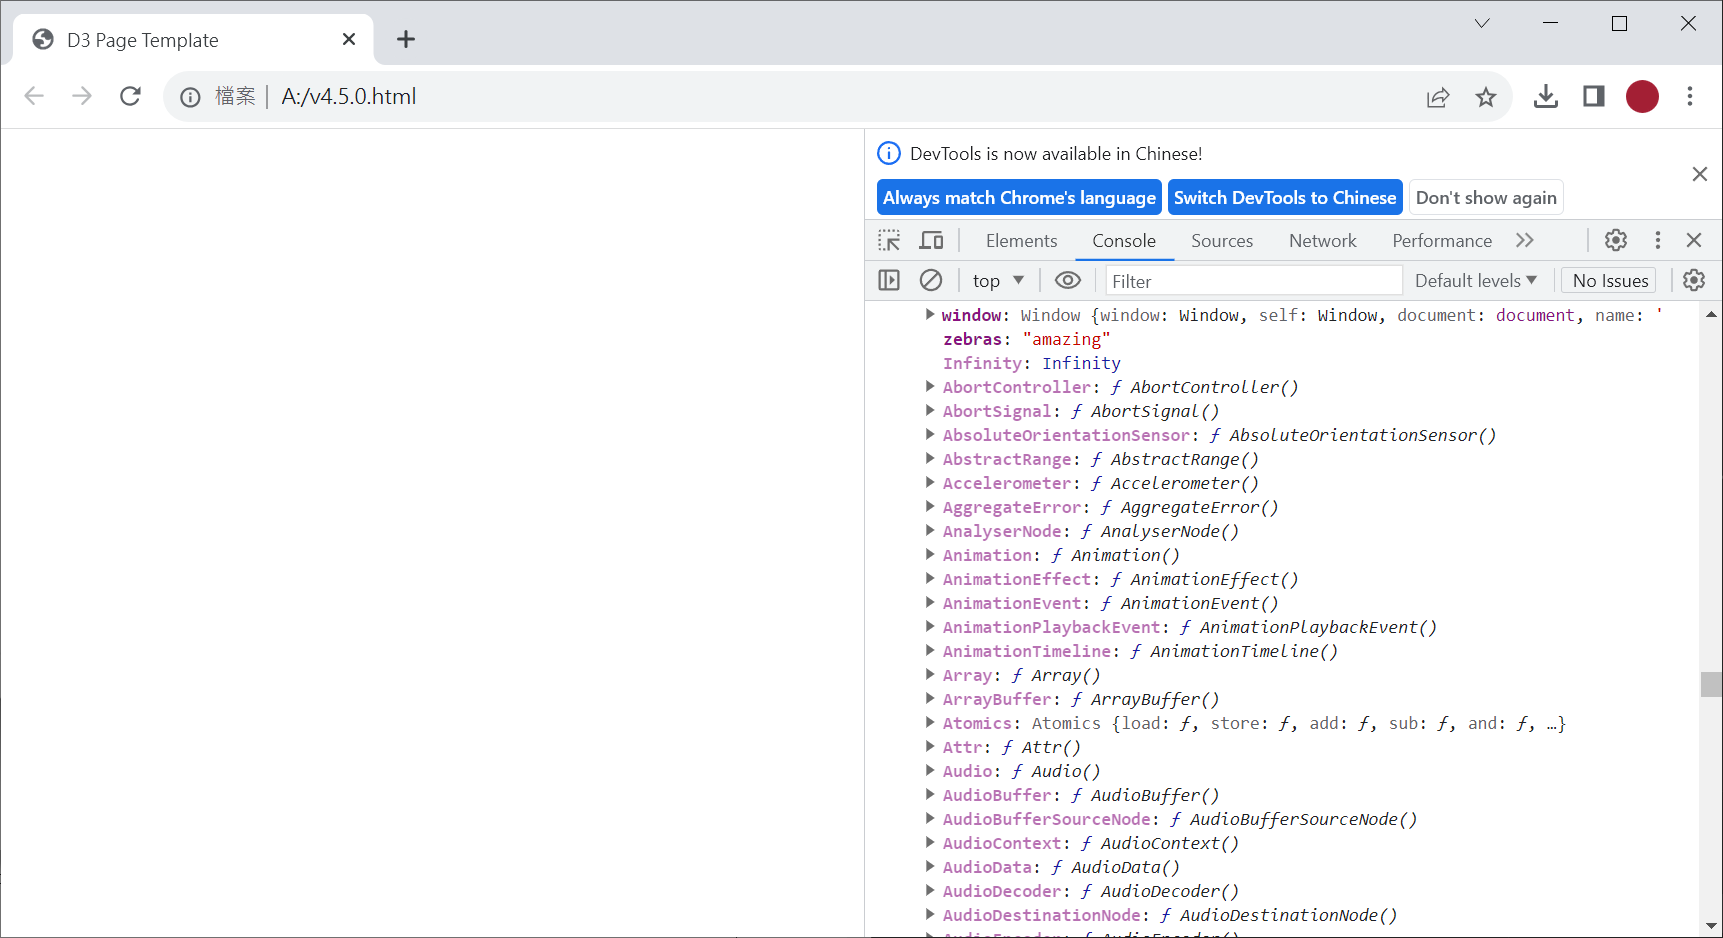 D3 Page Template
檔案 | A:/v4.5.0.html
DevTools is now available in Chinese!
Always match Chrome's language Switch DevTools to Chinese Don't show again
Elements Console Sources Network Performance
top Filter Default levels No Issues
window: Window {window: Window, self: Window, document: document, name: '
zebras: "amazing"
Infinity: Infinity
AbortController: ƒ AbortController()
AbortSignal: ƒ AbortSignal()
AbsoluteOrientationSensor: ƒ AbsoluteOrientationSensor()
AbstractRange: ƒ AbstractRange()
Accelerometer: ƒ Accelerometer()
AggregateError: ƒ AggregateError()
AnalyserNode: ƒ AnalyserNode()
Animation: ƒ Animation()
AnimationEffect: ƒ AnimationEffect()
AnimationEvent: ƒ AnimationEvent()
AnimationPlaybackEvent: ƒ AnimationPlaybackEvent()
AnimationTimeline: ƒ AnimationTimeline()
Array: ƒ Array()
ArrayBuffer: ƒ ArrayBuffer()
Atomics: Atomics {load: ƒ, store: ƒ, add: ƒ, sub: ƒ, and: ƒ, …}
Attr: ƒ Attr()
Audio: ƒ Audio()
AudioBuffer: ƒ AudioBuffer()
AudioBufferSourceNode: ƒ AudioBufferSourceNode()
AudioContext: ƒ AudioContext()
AudioData: ƒ AudioData()
AudioDecoder: ƒ AudioDecoder()
AudioDestinationNode: ƒ AudioDestinationNode()
AudioEncoder: ƒ AudioEncoder()